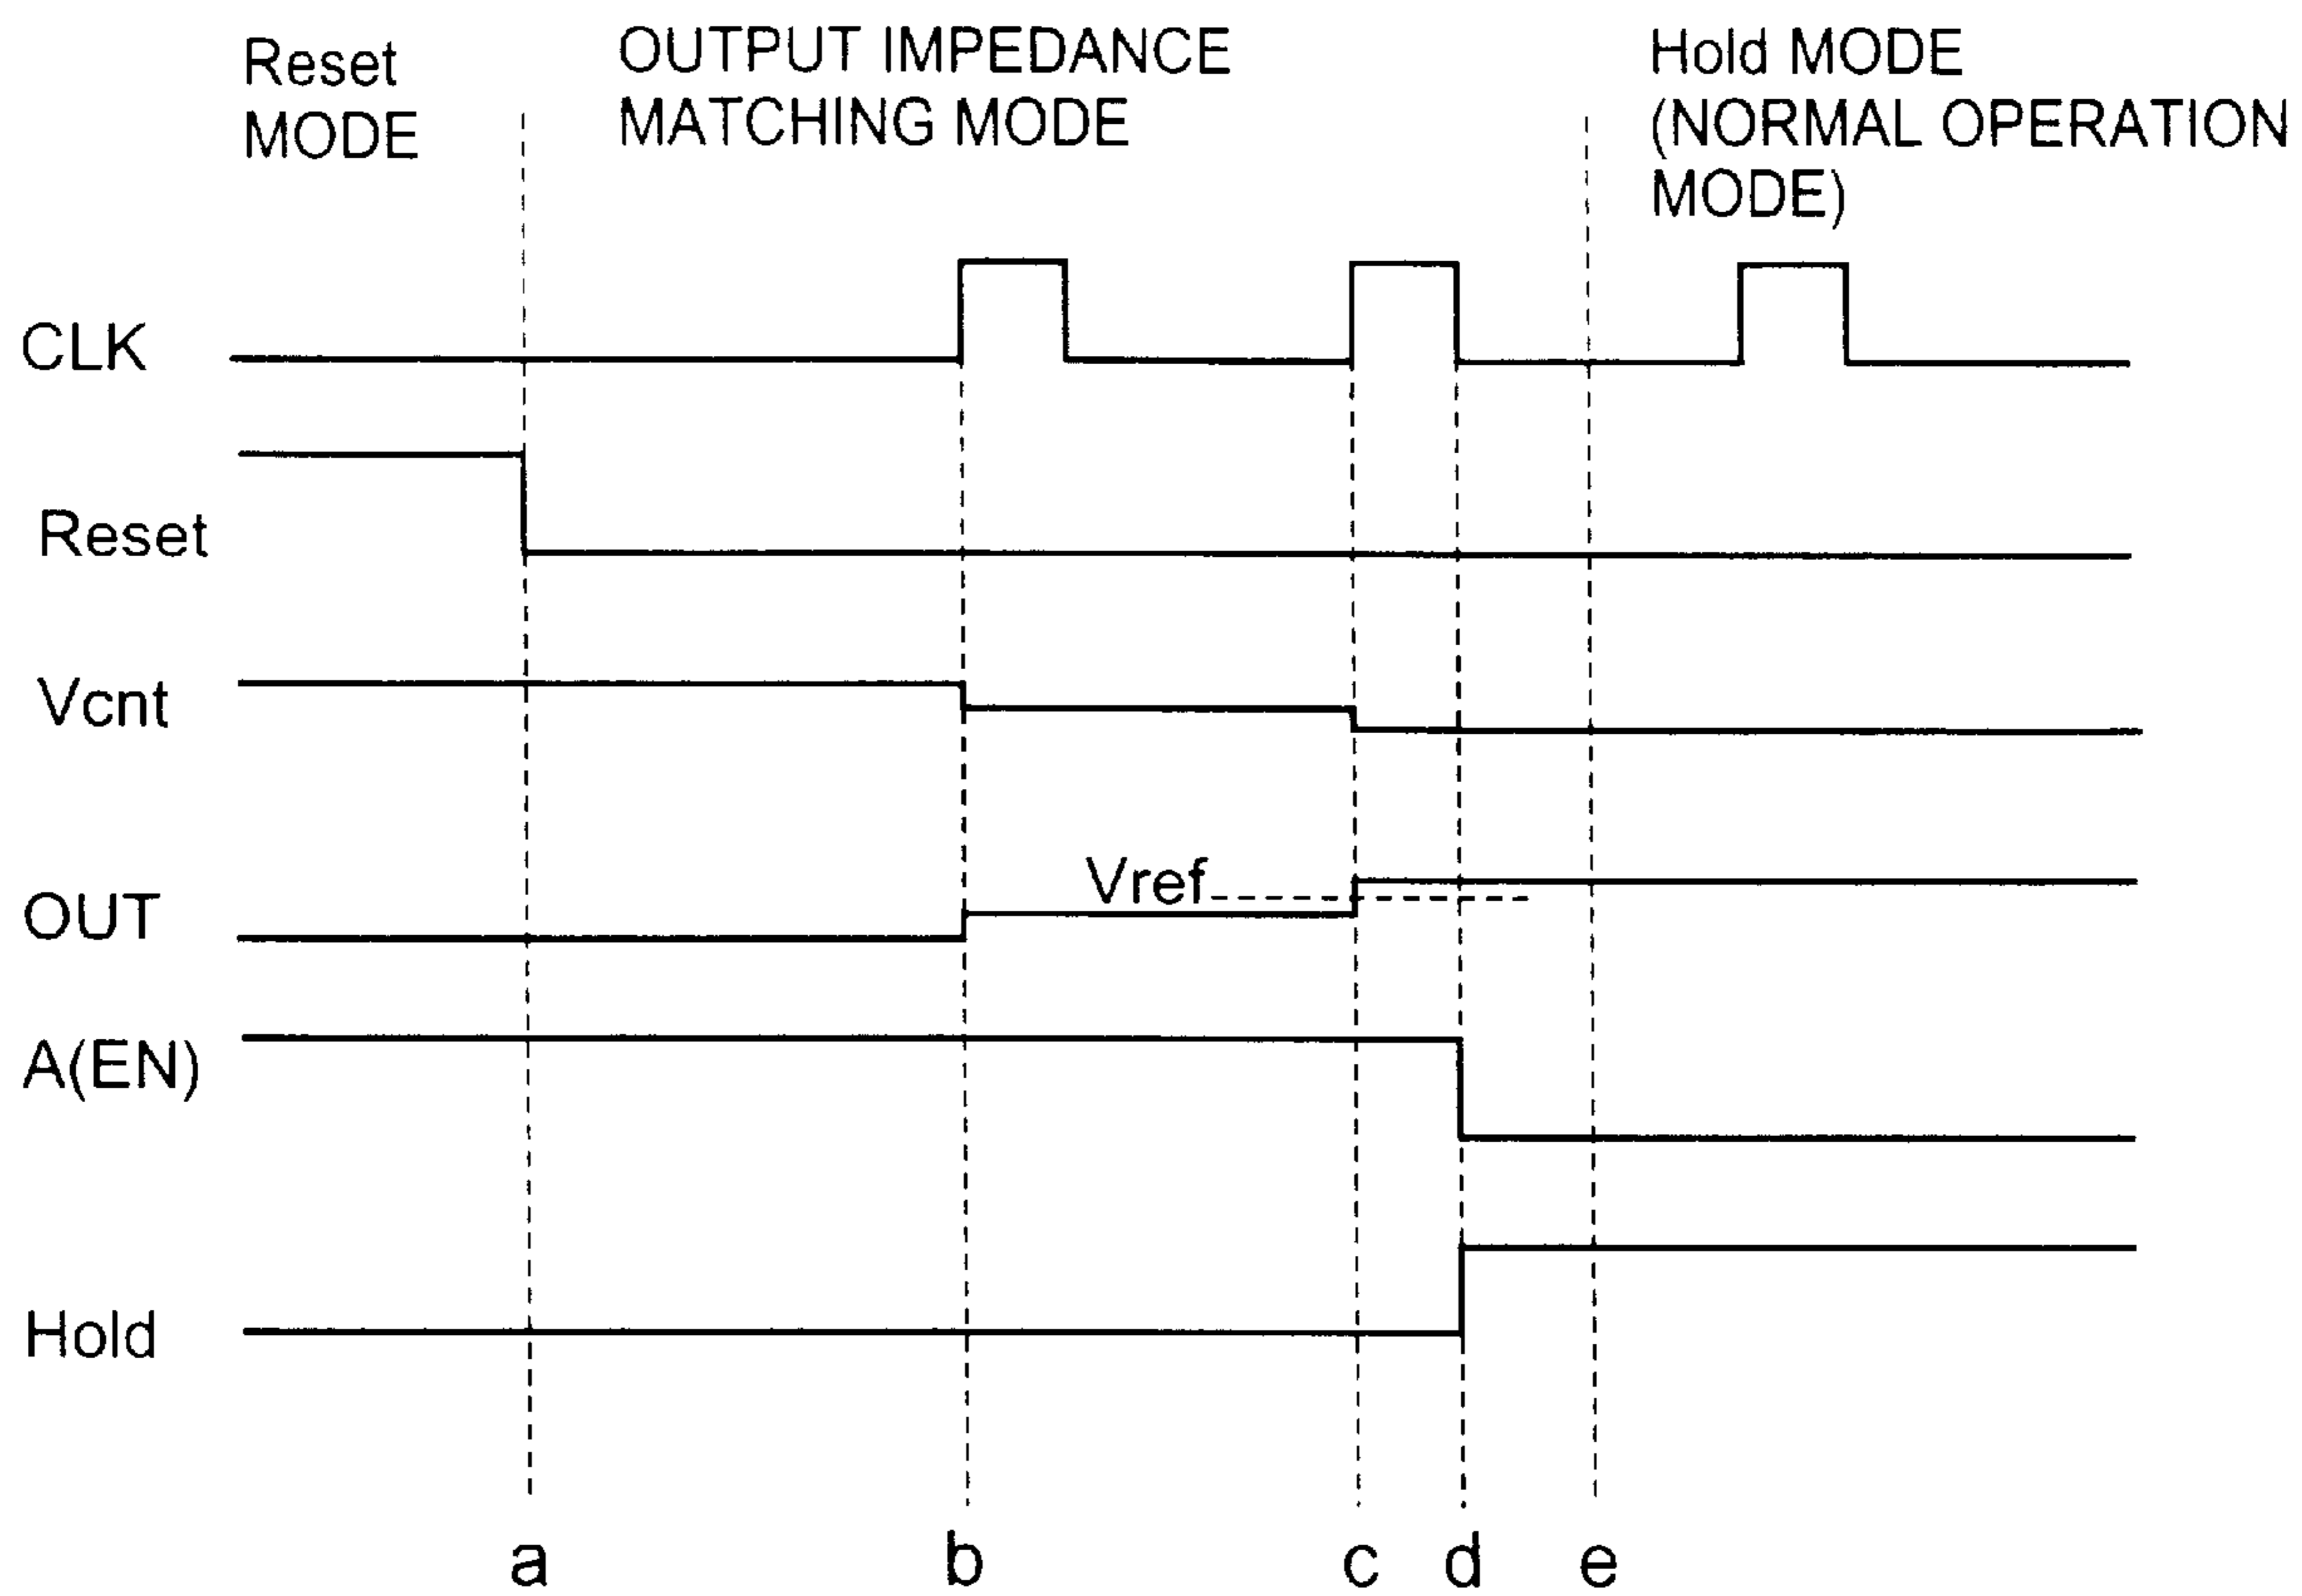 Reset
MODE
OUTPUT IMPEDANCE
MATCHING MODE
Hold MODE
(NORMAL OPERATION
MODE)
CLK
Reset
Vcnt
Vref
OUT
A(EN)
Hold
a
b
c
d
e